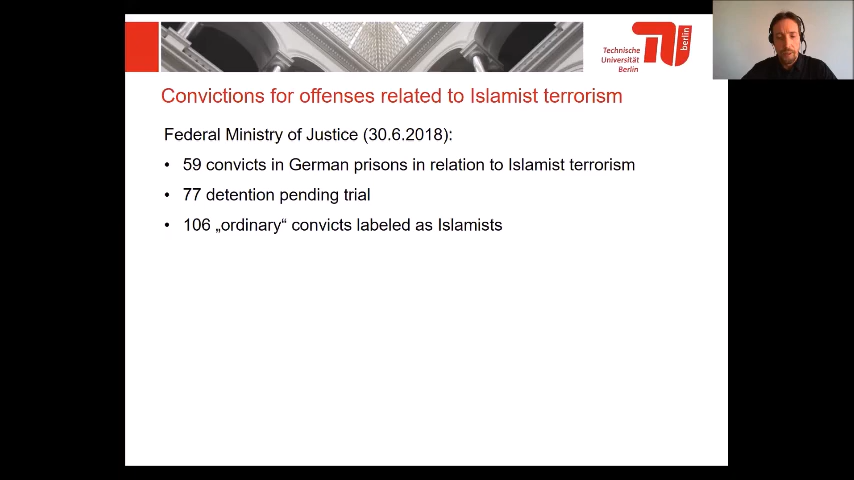 Technische
Universität
Berlin
berlin
Convictions for offenses related to Islamist terrorism
Federal Ministry of Justice (30.6.2018):
• 59 convicts in German prisons in relation to Islamist terrorism
• 77 detention pending trial
• 106 „ordinary“ convicts labeled as Islamists